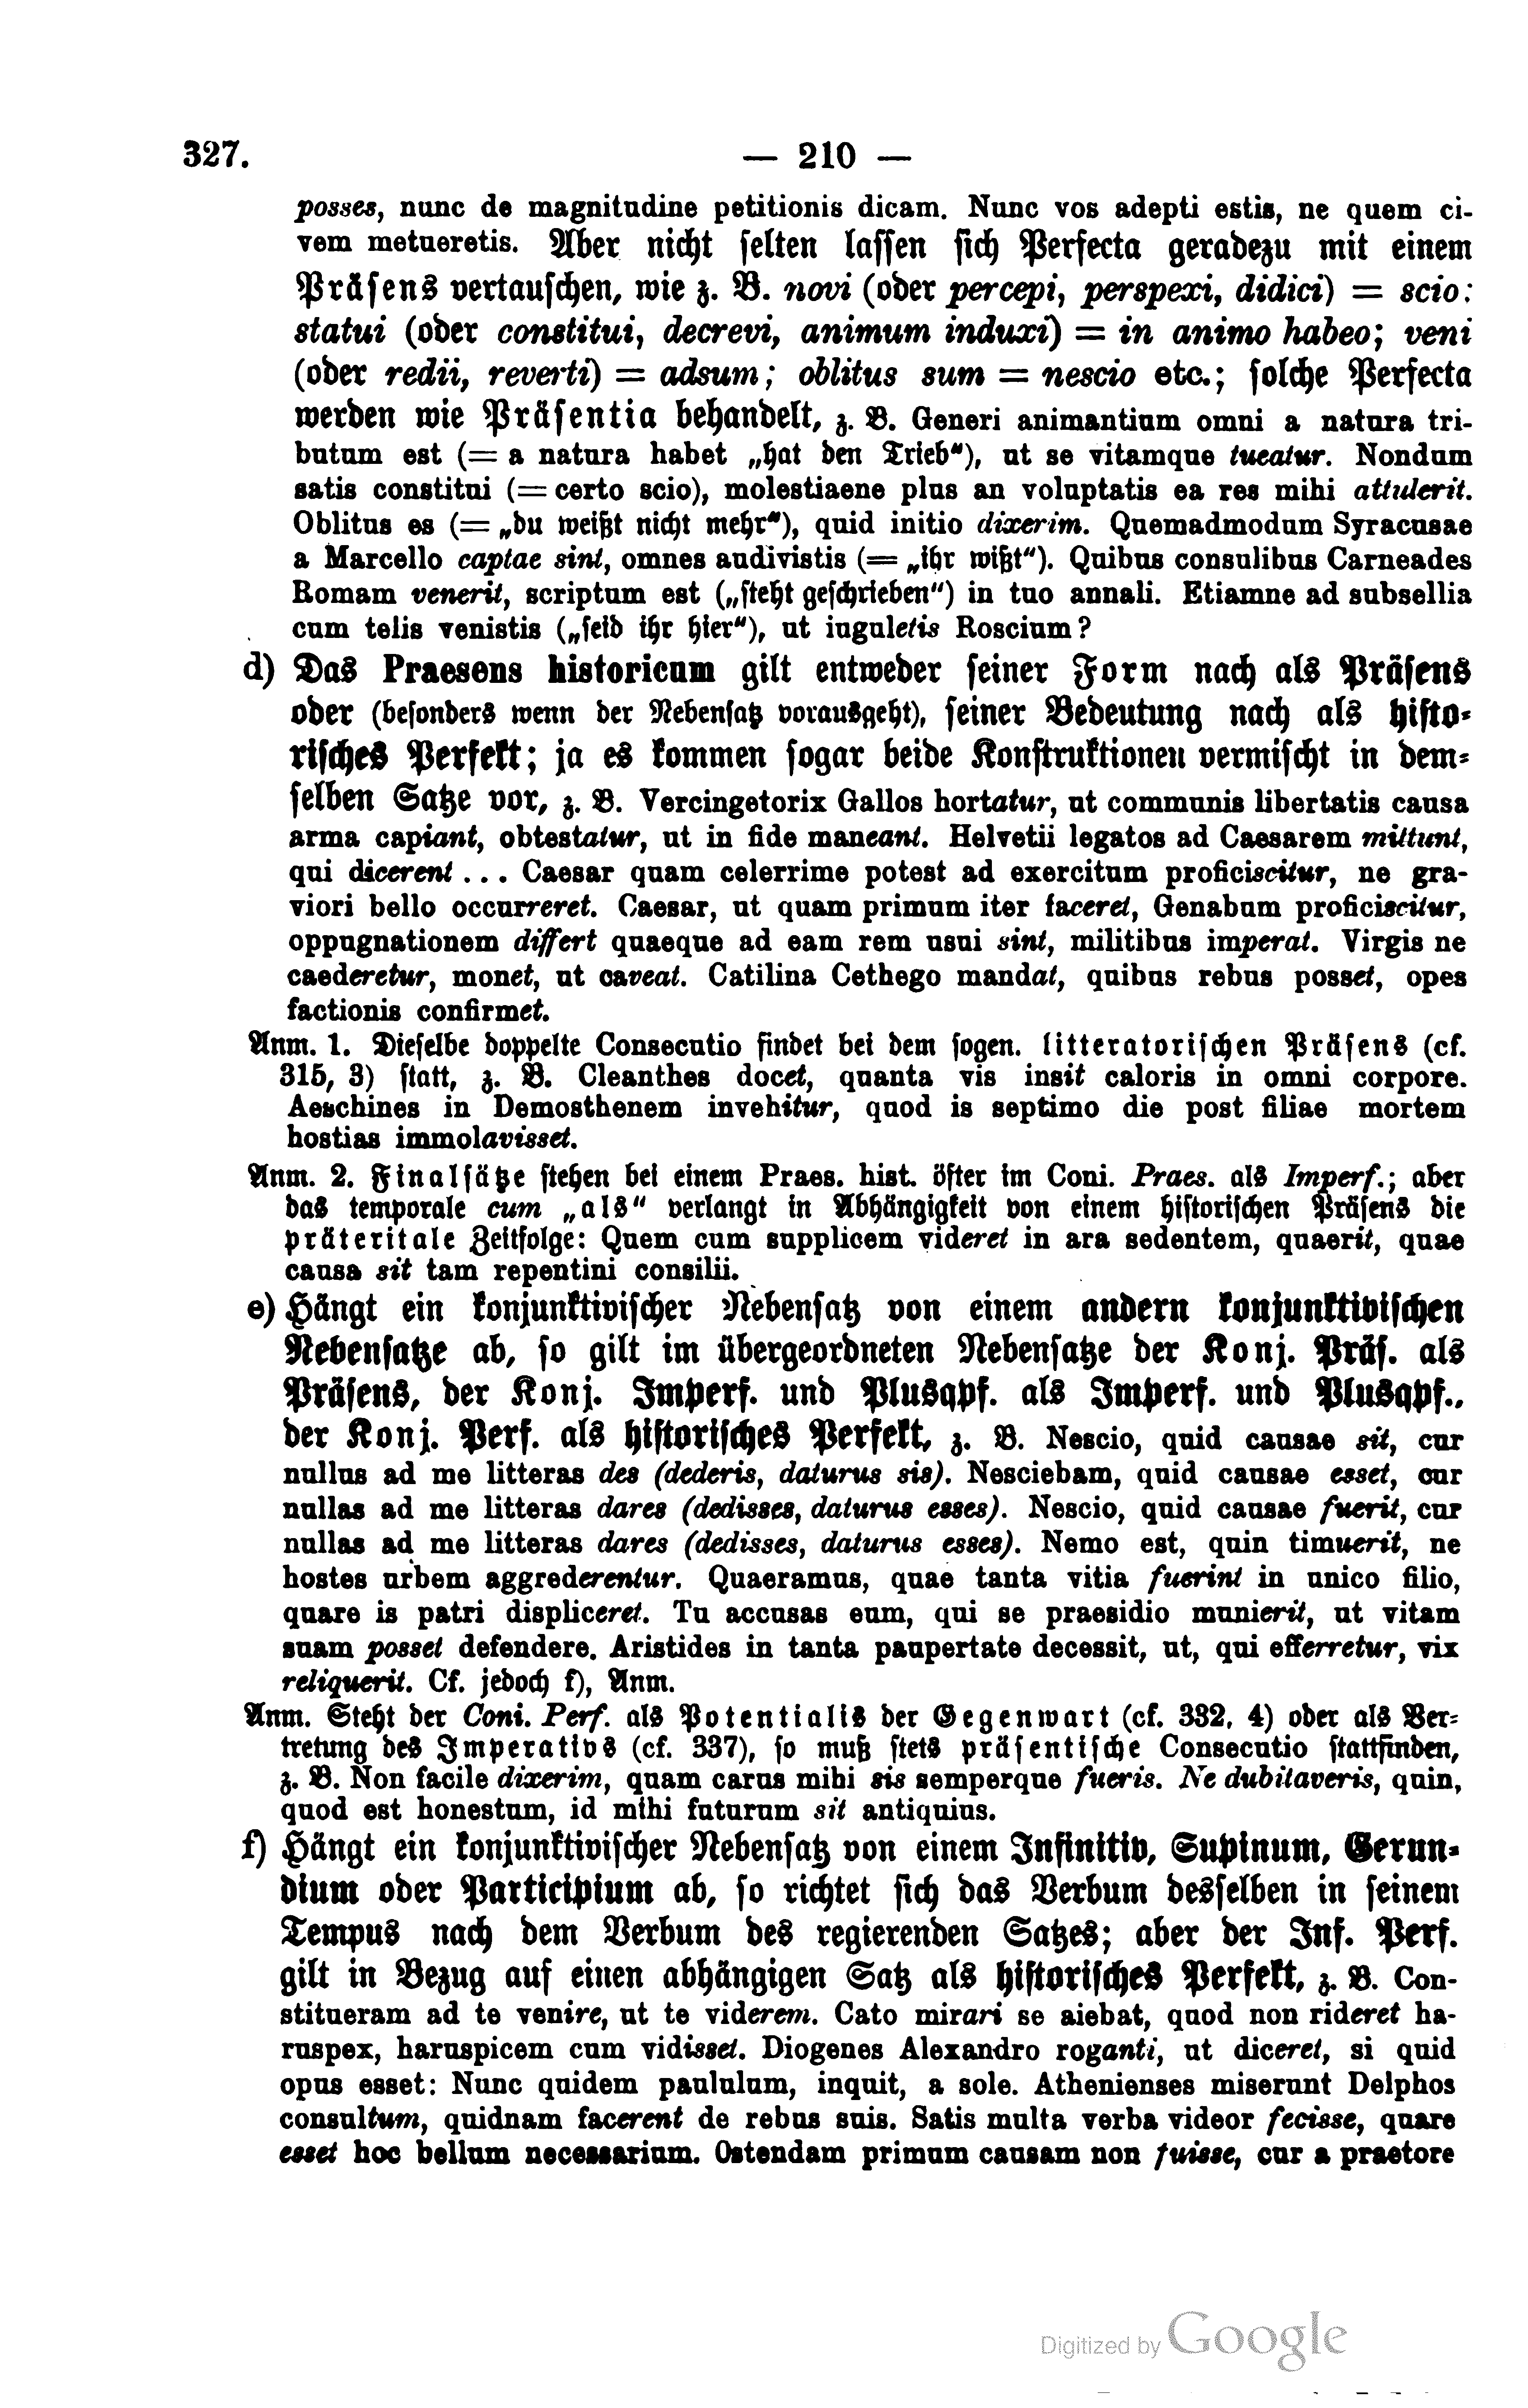 327. — 210 —
posses, nunc de magnitudine petitionis dicam. Nunc vos adepti estis, ne quem ci-
vem metueretis. Aber nicht selten lassen sich Perfecta geradezu mit einem
Präsens vertauschen, wie z. B. novi (oder percepi, perspexi, didici) = scio:
statui (oder constitui, decrevi, animum induxi) = in animo habeo; veni
(oder redii, reverti) = adsum; oblitus sum = nescio etc.; solche Perfecta
werden wie Präsentia behandelt, z. B. Generi animantium omni a natura tri-
butum est (= a natura habet „hat den Trieb“), ut se vitamque tueatur. Nondum
satis constitui (= certo scio), molestiaene plus an voluptatis ea res mihi attulerit.
Oblitus es (= „du weißt nicht mehr“), quid initio dixerim. Quemadmodum Syracusae
a Marcello captae sint, omnes audivistis (= „ihr wißt“). Quibus consulibus Carneades
Romam venerit, scriptum est („steht geschrieben“) in tuo annali. Etiamne ad subsellia
cum telis venistis („seid ihr hier“), ut iuguletis Roscium?
d) Das Praesens historicum gilt entweder seiner Form nach als Präsens
oder (besonders wenn der Nebensatz vorausgeht), seiner Bedeutung nach als histo-
risches Perfekt; ja es kommen sogar beide Konstruktionen vermischt in dem-
selben Satze vor, z. B. Vercingetorix Gallos hortatur, ut communis libertatis causa
arma capiant, obtestatur, ut in fide maneant. Helvetii legatos ad Caesarem mittunt,
qui dicerent ... Caesar quam celerrime potest ad exercitum proficiscitur, ne gra-
viori bello occurreret. Caesar, ut quam primum iter faceret, Genabum proficiscitur,
oppugnationem differt quaeque ad eam rem usui sint, militibus imperat. Virgis ne
caederetur, monet, ut caveat. Catilina Cethego mandat, quibus rebus posset, opes
factionis confirmet.
Anm. 1. Dieselbe doppelte Consecutio findet bei dem sogen. litteratorischen Präsens (cf.
315, 3) statt, z. B. Cleanthes docet, quanta vis insit caloris in omni corpore.
Aeschines in Demosthenem invehitur, quod is septimo die post filiae mortem
hostias immolavisset.
Anm. 2. Finalsätze stehen bei einem Praes. hist. öfter im Coni. Praes. als Imperf.; aber
das temporale cum „als“ verlangt in Abhängigkeit von einem historischen Präsens die
präteritale Zeitfolge: Quem cum supplicem videret in ara sedentem, quaerit, quae
causa sit tam repentini consilii.
e) Hängt ein konjunktivischer Nebensatz von einem andern konjunktivischen
Nebensatze ab, so gilt im übergeordneten Nebensatze der Konj. Präs. als
Präsens, der Konj. Imperf. und Plusqpf. als Imperf. und Plusqpf.,
der Konj. Perf. als historisches Perfekt, z. B. Nescio, quid causae sit, cur
nullus ad me litteras des (dederis, daturus sis). Nesciebam, quid causae esset, cur
nullas ad me litteras dares (dedisses, daturus esses). Nescio, quid causae fuerit, cur
nullas ad me litteras dares (dedisses, daturus esses). Nemo est, quin timuerit, ne
hostes urbem aggrederentur. Quaeramus, quae tanta vitia fuerint in unico filio,
quare is patri displiceret. Tu accusas eum, qui se praesidio munierit, ut vitam
suam posset defendere. Aristides in tanta paupertate decessit, ut, qui efferretur, vix
reliquerit. Cf. jedoch f), Anm.
Anm. Steht der Coni. Perf. als Potentialis der Gegenwart (cf. 332, 4) oder als Ver-
tretung des Imperativs (cf. 337), so muß stets präsentische Consecutio stattfinden,
z. B. Non facile dixerim, quam carus mihi sis semperque fueris. Ne dubitaveris, quin,
quod est honestum, id mihi futurum sit antiquius.
f) Hängt ein konjunktivischer Nebensatz von einem Infinitiv, Supinum, Gerun-
dium oder Participium ab, so richtet sich das Verbum desselben in seinem
Tempus nach dem Verbum des regierenden Satzes; aber der Inf. Perf.
gilt in Bezug auf einen abhängigen Satz als historisches Perfekt, z. B. Con-
stitueram ad te venire, ut te viderem. Cato mirari se aiebat, quod non rideret ha-
ruspex, haruspicem cum vidisset. Diogenes Alexandro roganti, ut diceret, si quid
opus esset: Nunc quidem paululum, inquit, a sole. Athenienses miserunt Delphos
consultum, quidnam facerent de rebus suis. Satis multa verba videor fecisse, quare
esset hoc bellum necessarium. Ostendam primum causam non fuisse, cur a praetore
Digitized by Google